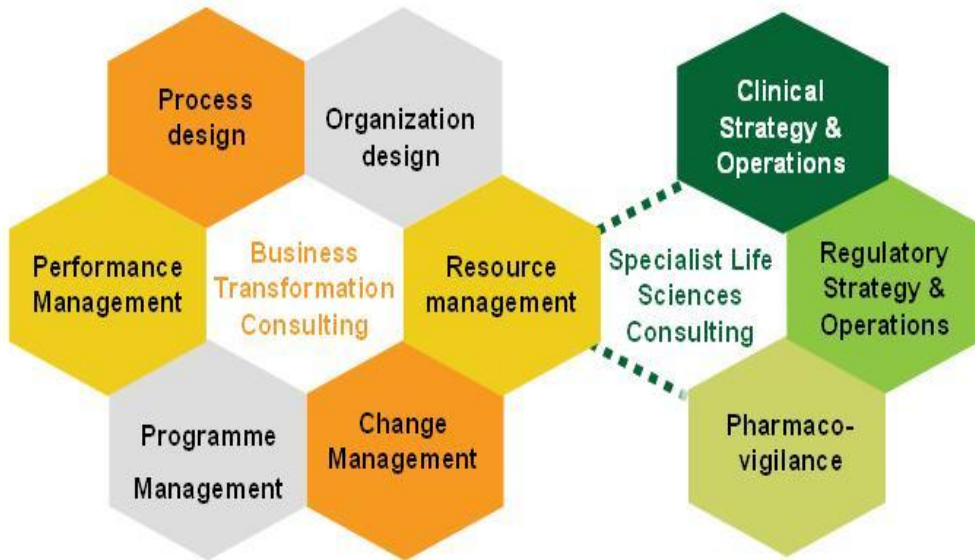 Process
design
Organization
design
Performance
Management
Business
Transformation
Consulting
Resource
management
Programme
Management
Change
Management
Clinical
Strategy &
Operations
Specialist Life
Sciences
Consulting
Regulatory
Strategy &
Operations
Pharmaco-
vigilance